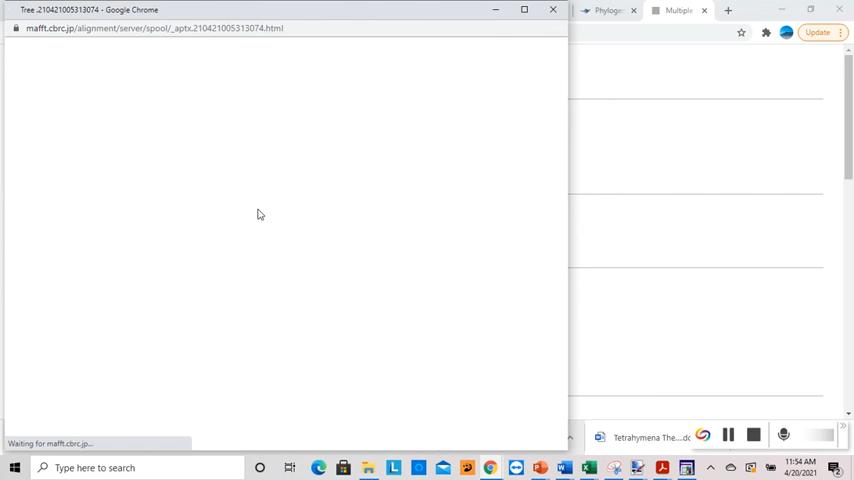 Tree .210421005313074 - Google Chrome
Phyloge
Multiple
mafft.cbrc.jp/alignment/server/spool/_aptx.210421005313074.html
Update
Waiting for mafft.cbrc.jp...
Tetrahymena The....dc
Type here to search
11:54 AM
4/20/2021
2